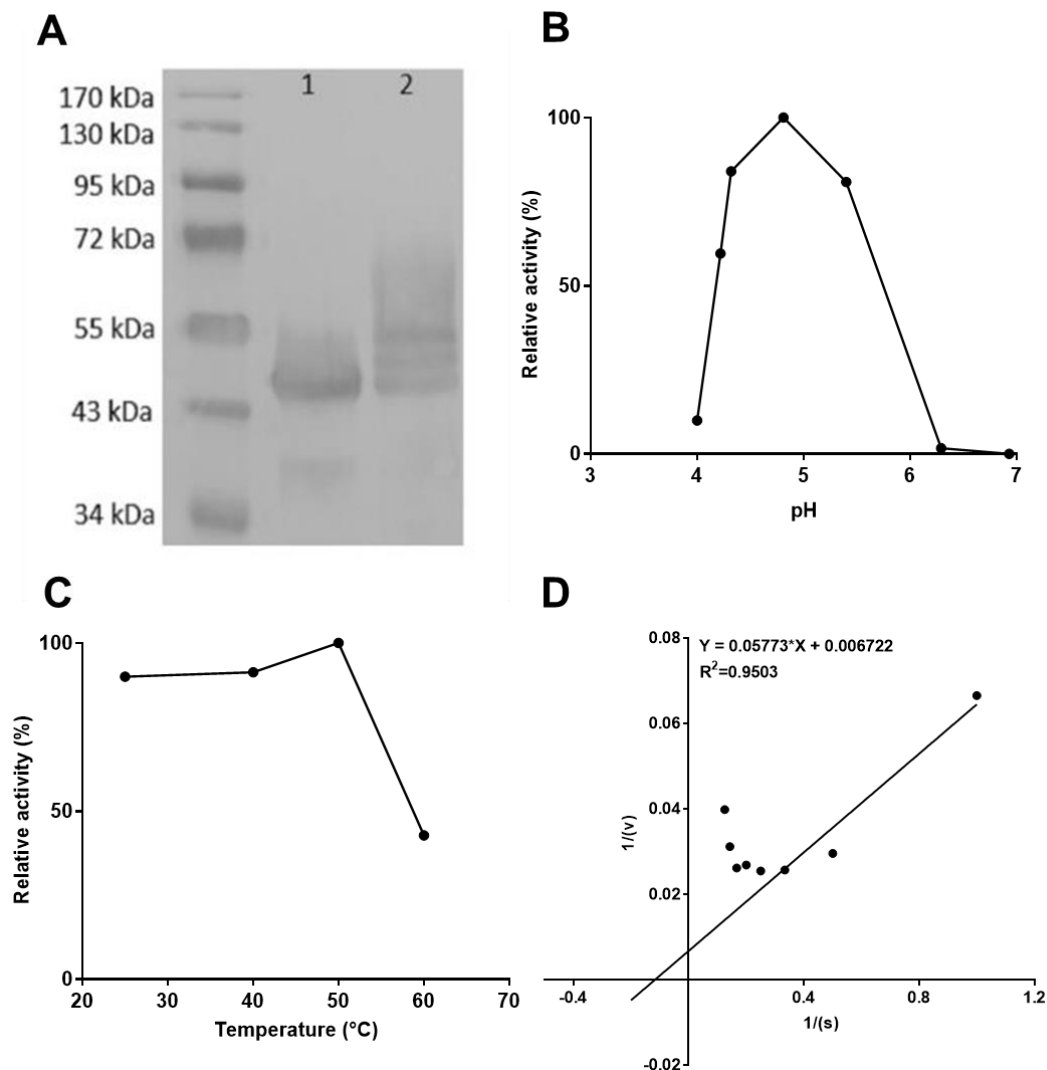 A
1 2
170 kDa
130 kDa
95 kDa
72 kDa
55 kDa
43 kDa
34 kDa
B
Relative activity (%)
100
50
0
3 4 5 6 7
pH
C
Relative activity (%)
100
50
0
20 30 40 50 60 70
Temperature (°C)
D
Y = 0.05773*X + 0.006722
R²=0.9503
1/(v)
0.08
0.06
0.04
0.02
-0.02
-0.4 0.4 0.8 1.2
1/(s)